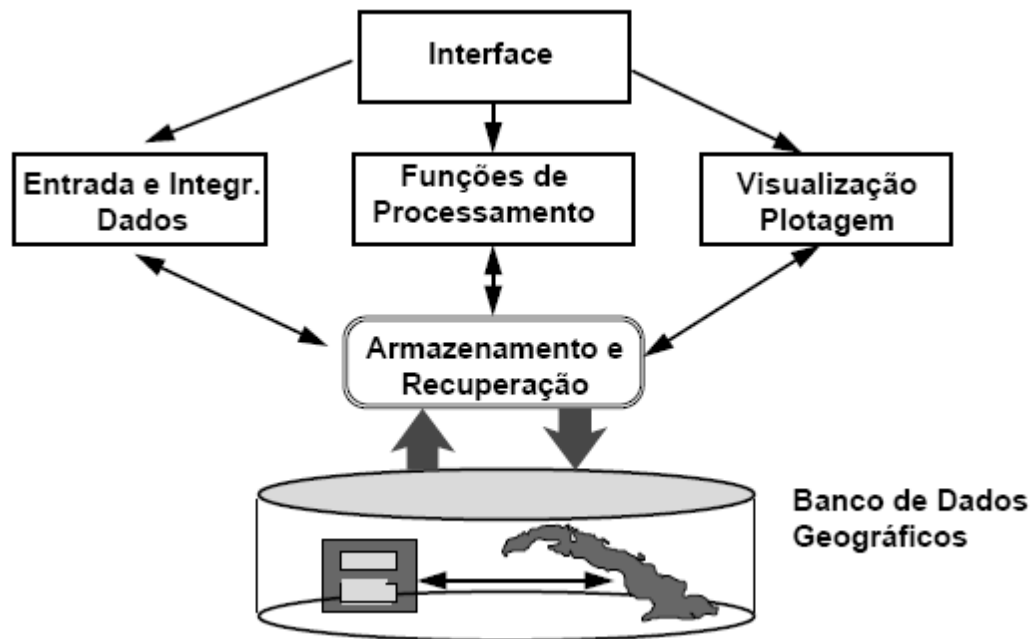 Interface
Entrada e Integr.
Dados
Funções de
Processamento
Visualização
Plotagem
Armazenamento e
Recuperação
Banco de Dados
Geográficos